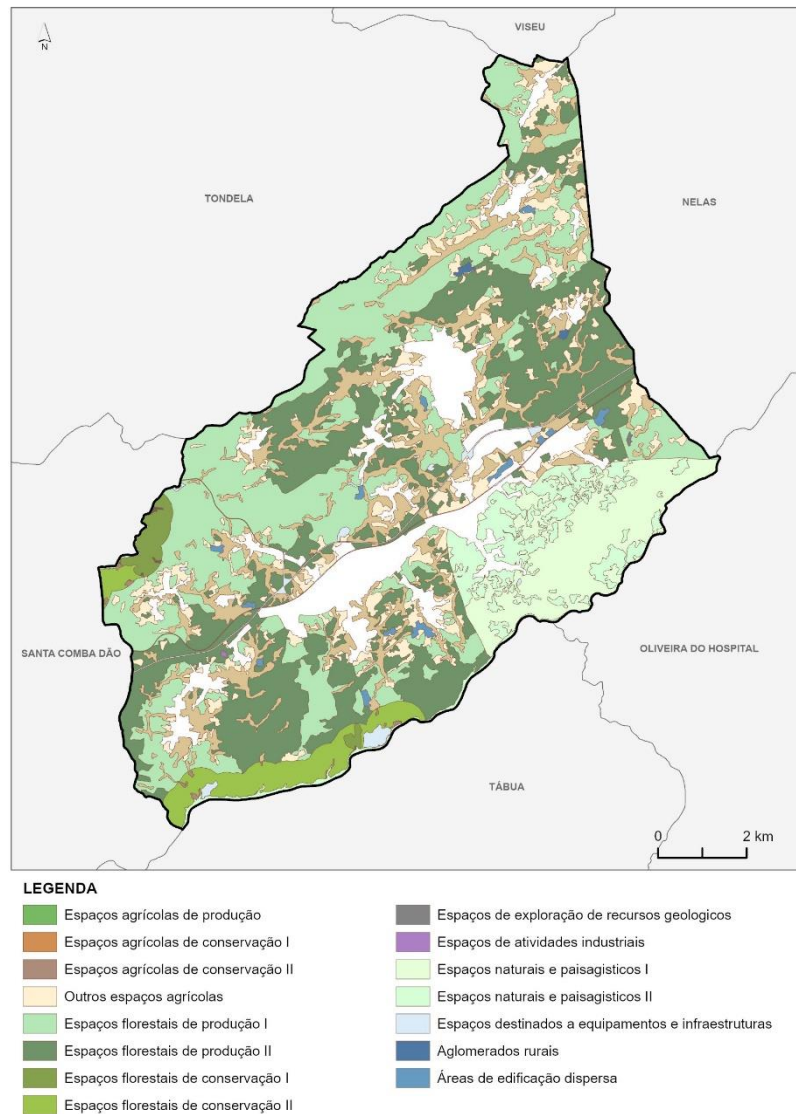 VISEU
N
TONDELA
NELAS
SANTA COMBA DÃO
OLIVEIRA DO HOSPITAL
TÁBUA
0 2 km
LEGENDA
Espaços agrícolas de produção
Espaços agrícolas de conservação I
Espaços agrícolas de conservação II
Outros espaços agrícolas
Espaços florestais de produção I
Espaços florestais de produção II
Espaços florestais de conservação I
Espaços florestais de conservação II
Espaços de exploração de recursos geologicos
Espaços de atividades industriais
Espaços naturais e paisagisticos I
Espaços naturais e paisagisticos II
Espaços destinados a equipamentos e infraestruturas
Aglomerados rurais
Áreas de edificação dispersa